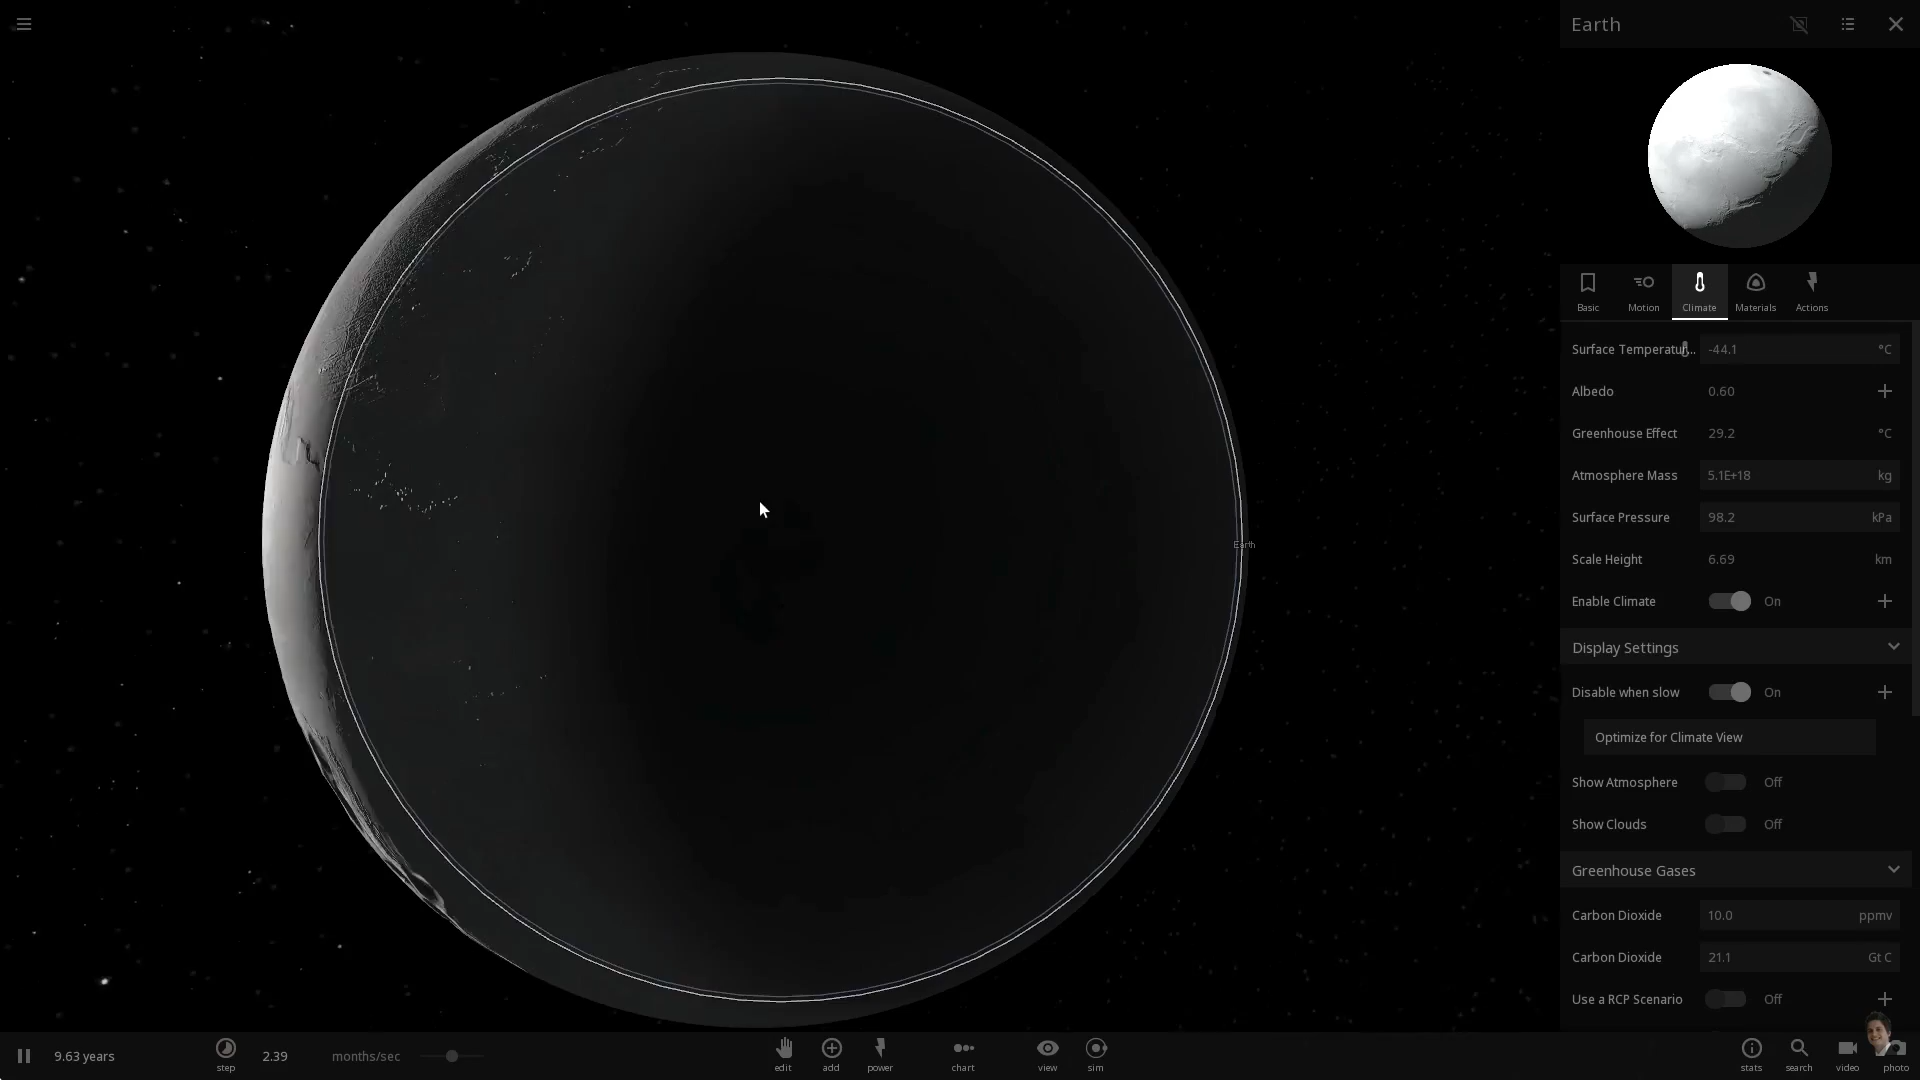 Earth
Basic
Motion
Climate
Materials
Actions
Surface Temperatur... -44.1 °C
Albedo 0.60
Greenhouse Effect 29.2 °C
Atmosphere Mass 5.1E+18 kg
Surface Pressure 98.2 kPa
Scale Height 6.69 km
Enable Climate On
Display Settings
Disable when slow On
Optimize for Climate View
Show Atmosphere Off
Show Clouds Off
Greenhouse Gases
Carbon Dioxide 10.0 ppmv
Carbon Dioxide 21.1 Gt C
Use a RCP Scenario Off
Earth
9.63 years
step
2.39 months/sec
edit
add
power
chart
view
sim
stats
search
video
photo